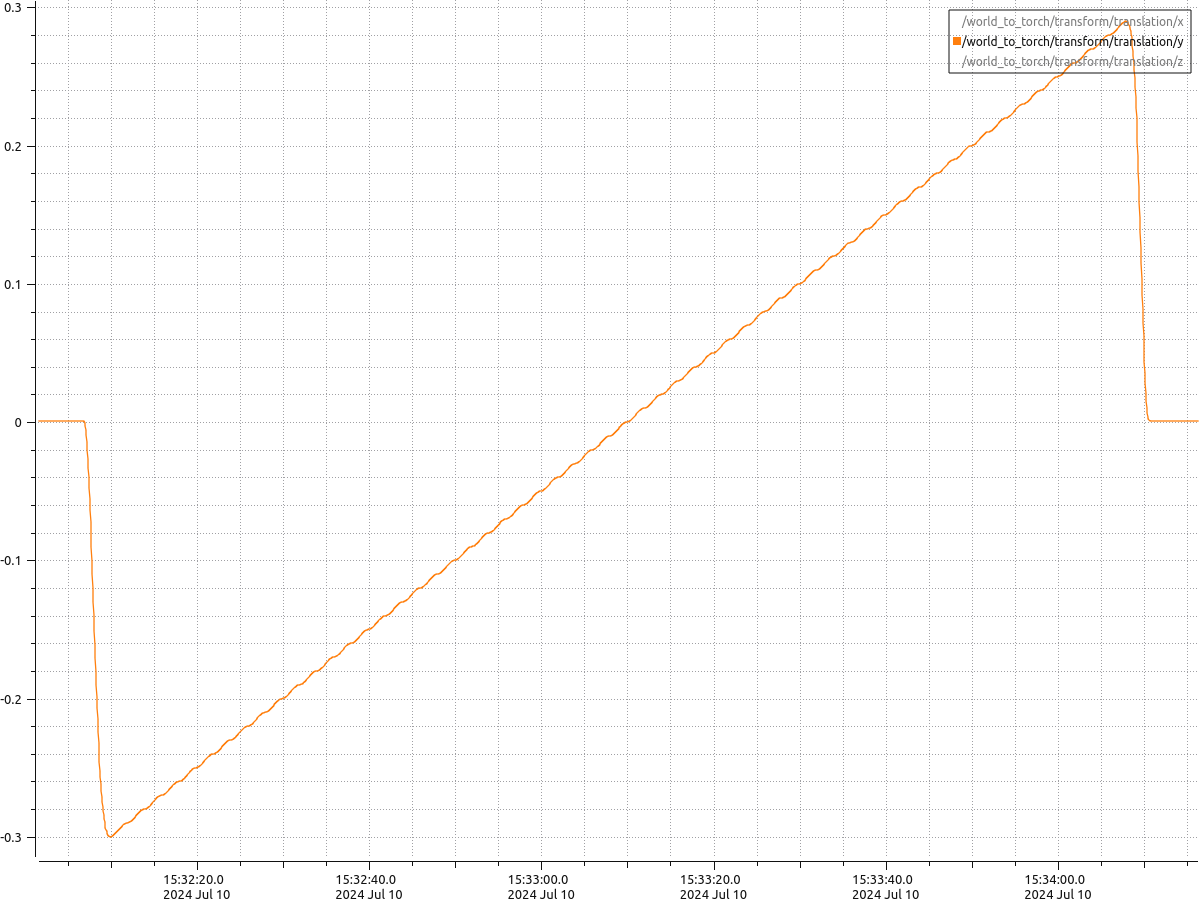 0.3
/world_to_torch/transform/translation/x
/world_to_torch/transform/translation/y
/world_to_torch/transform/translation/z
0.2
0.1
0
-0.1
-0.2
-0.3
15:32:20.0 15:32:40.0 15:33:00.0 15:33:20.0 15:33:40.0 15:34:00.0
2024 Jul 10 2024 Jul 10 2024 Jul 10 2024 Jul 10 2024 Jul 10 2024 Jul 10